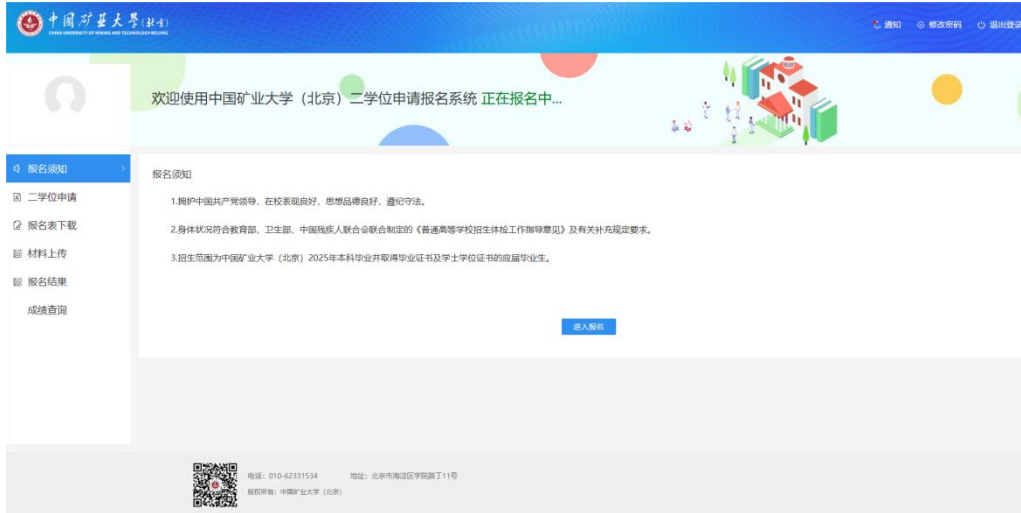 中国矿业大学(北京)
CHINA UNIVERSITY OF MINING AND TECHNOLOGY-BEIJING
通知 修改密码 退出登录
欢迎使用中国矿业大学（北京）二学位申请报名系统 正在报名中...
报名须知
二学位申请
报名表下载
材料上传
报名结果
成绩查询
报名须知
1.拥护中国共产党领导，在校表现良好，思想品德良好，遵纪守法。
2.身体状况符合教育部、卫生部、中国残疾人联合会联合制定的《普通高等学校招生体检工作指导意见》及有关补充规定要求。
3.招生范围为中国矿业大学（北京）2025年本科毕业并取得毕业证书及学士学位证书的应届毕业生。
进入报名
电话：010-62331534 地址：北京市海淀区学院路丁11号
版权所有：中国矿业大学（北京）